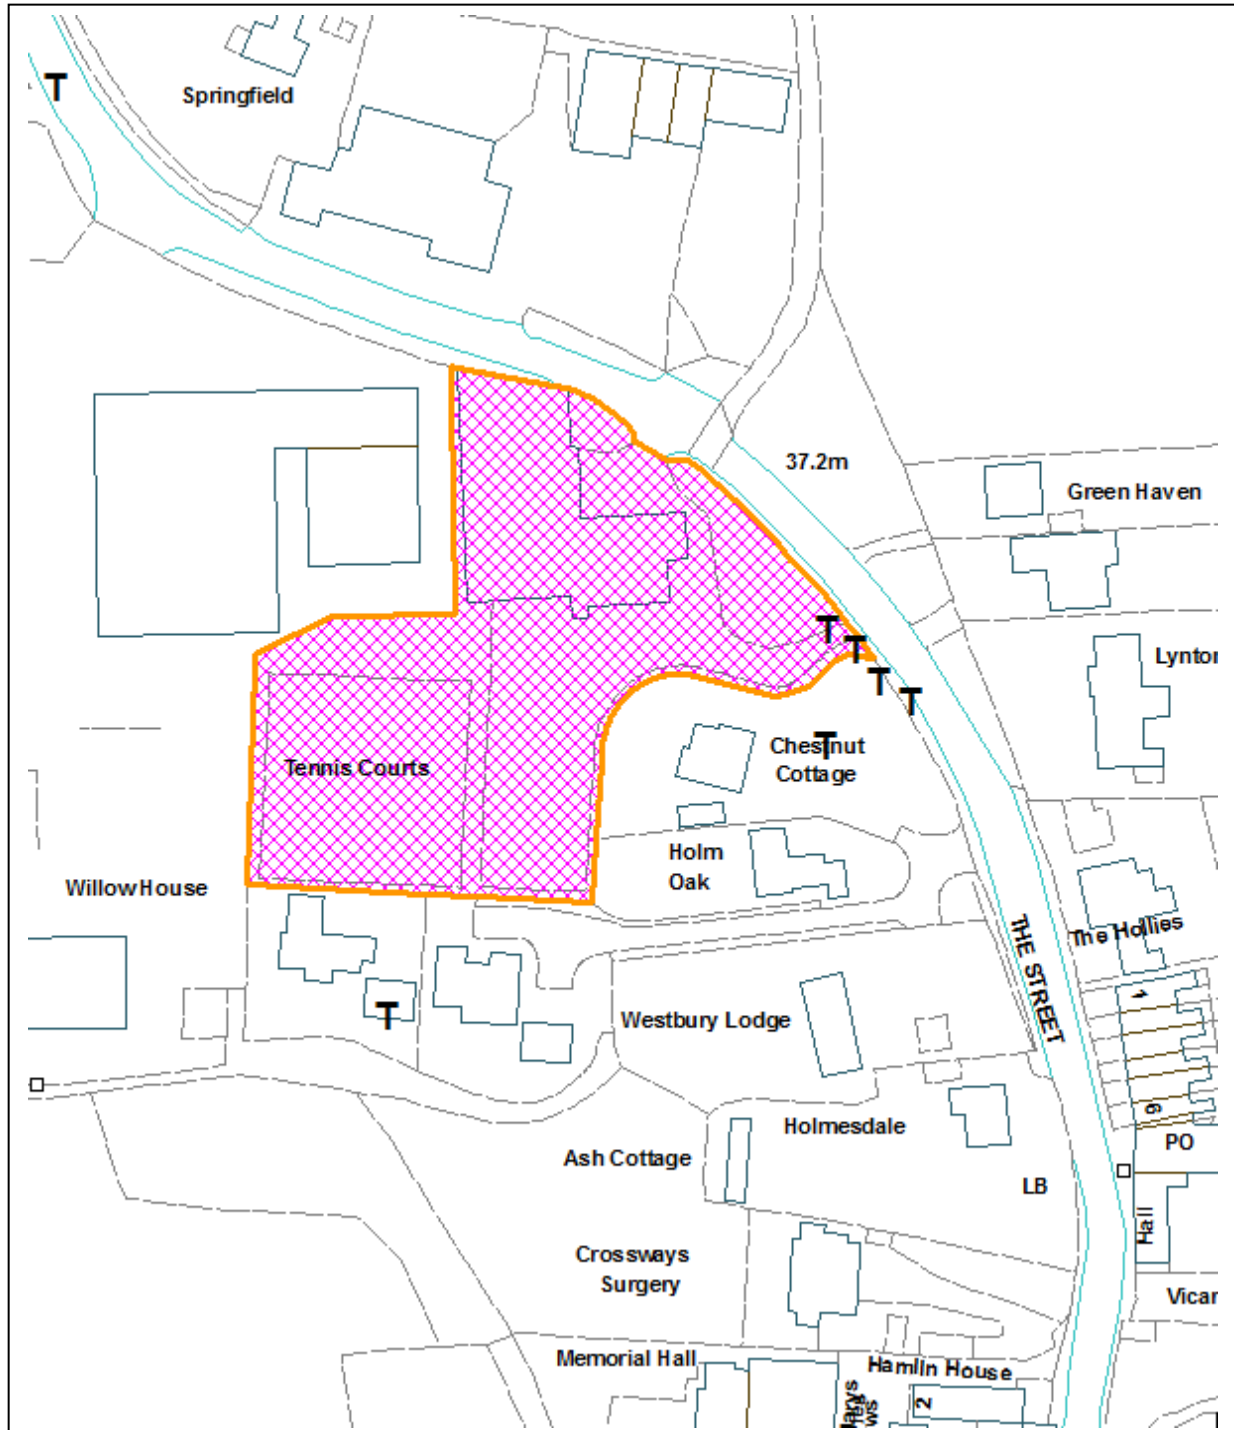 T
Springfield
37.2m
Green Haven
T
T
Lynton
T
T
T
Chestnut
Cottage
Tennis Courts
Holm
Oak
Willow House
The Hollies
THE STREET
1
T
Westbury Lodge
6
Holmesdale
PO
Ash Cottage
LB
Hall
Crossways
Surgery
Vicar
Memorial Hall
Hamlin House
2